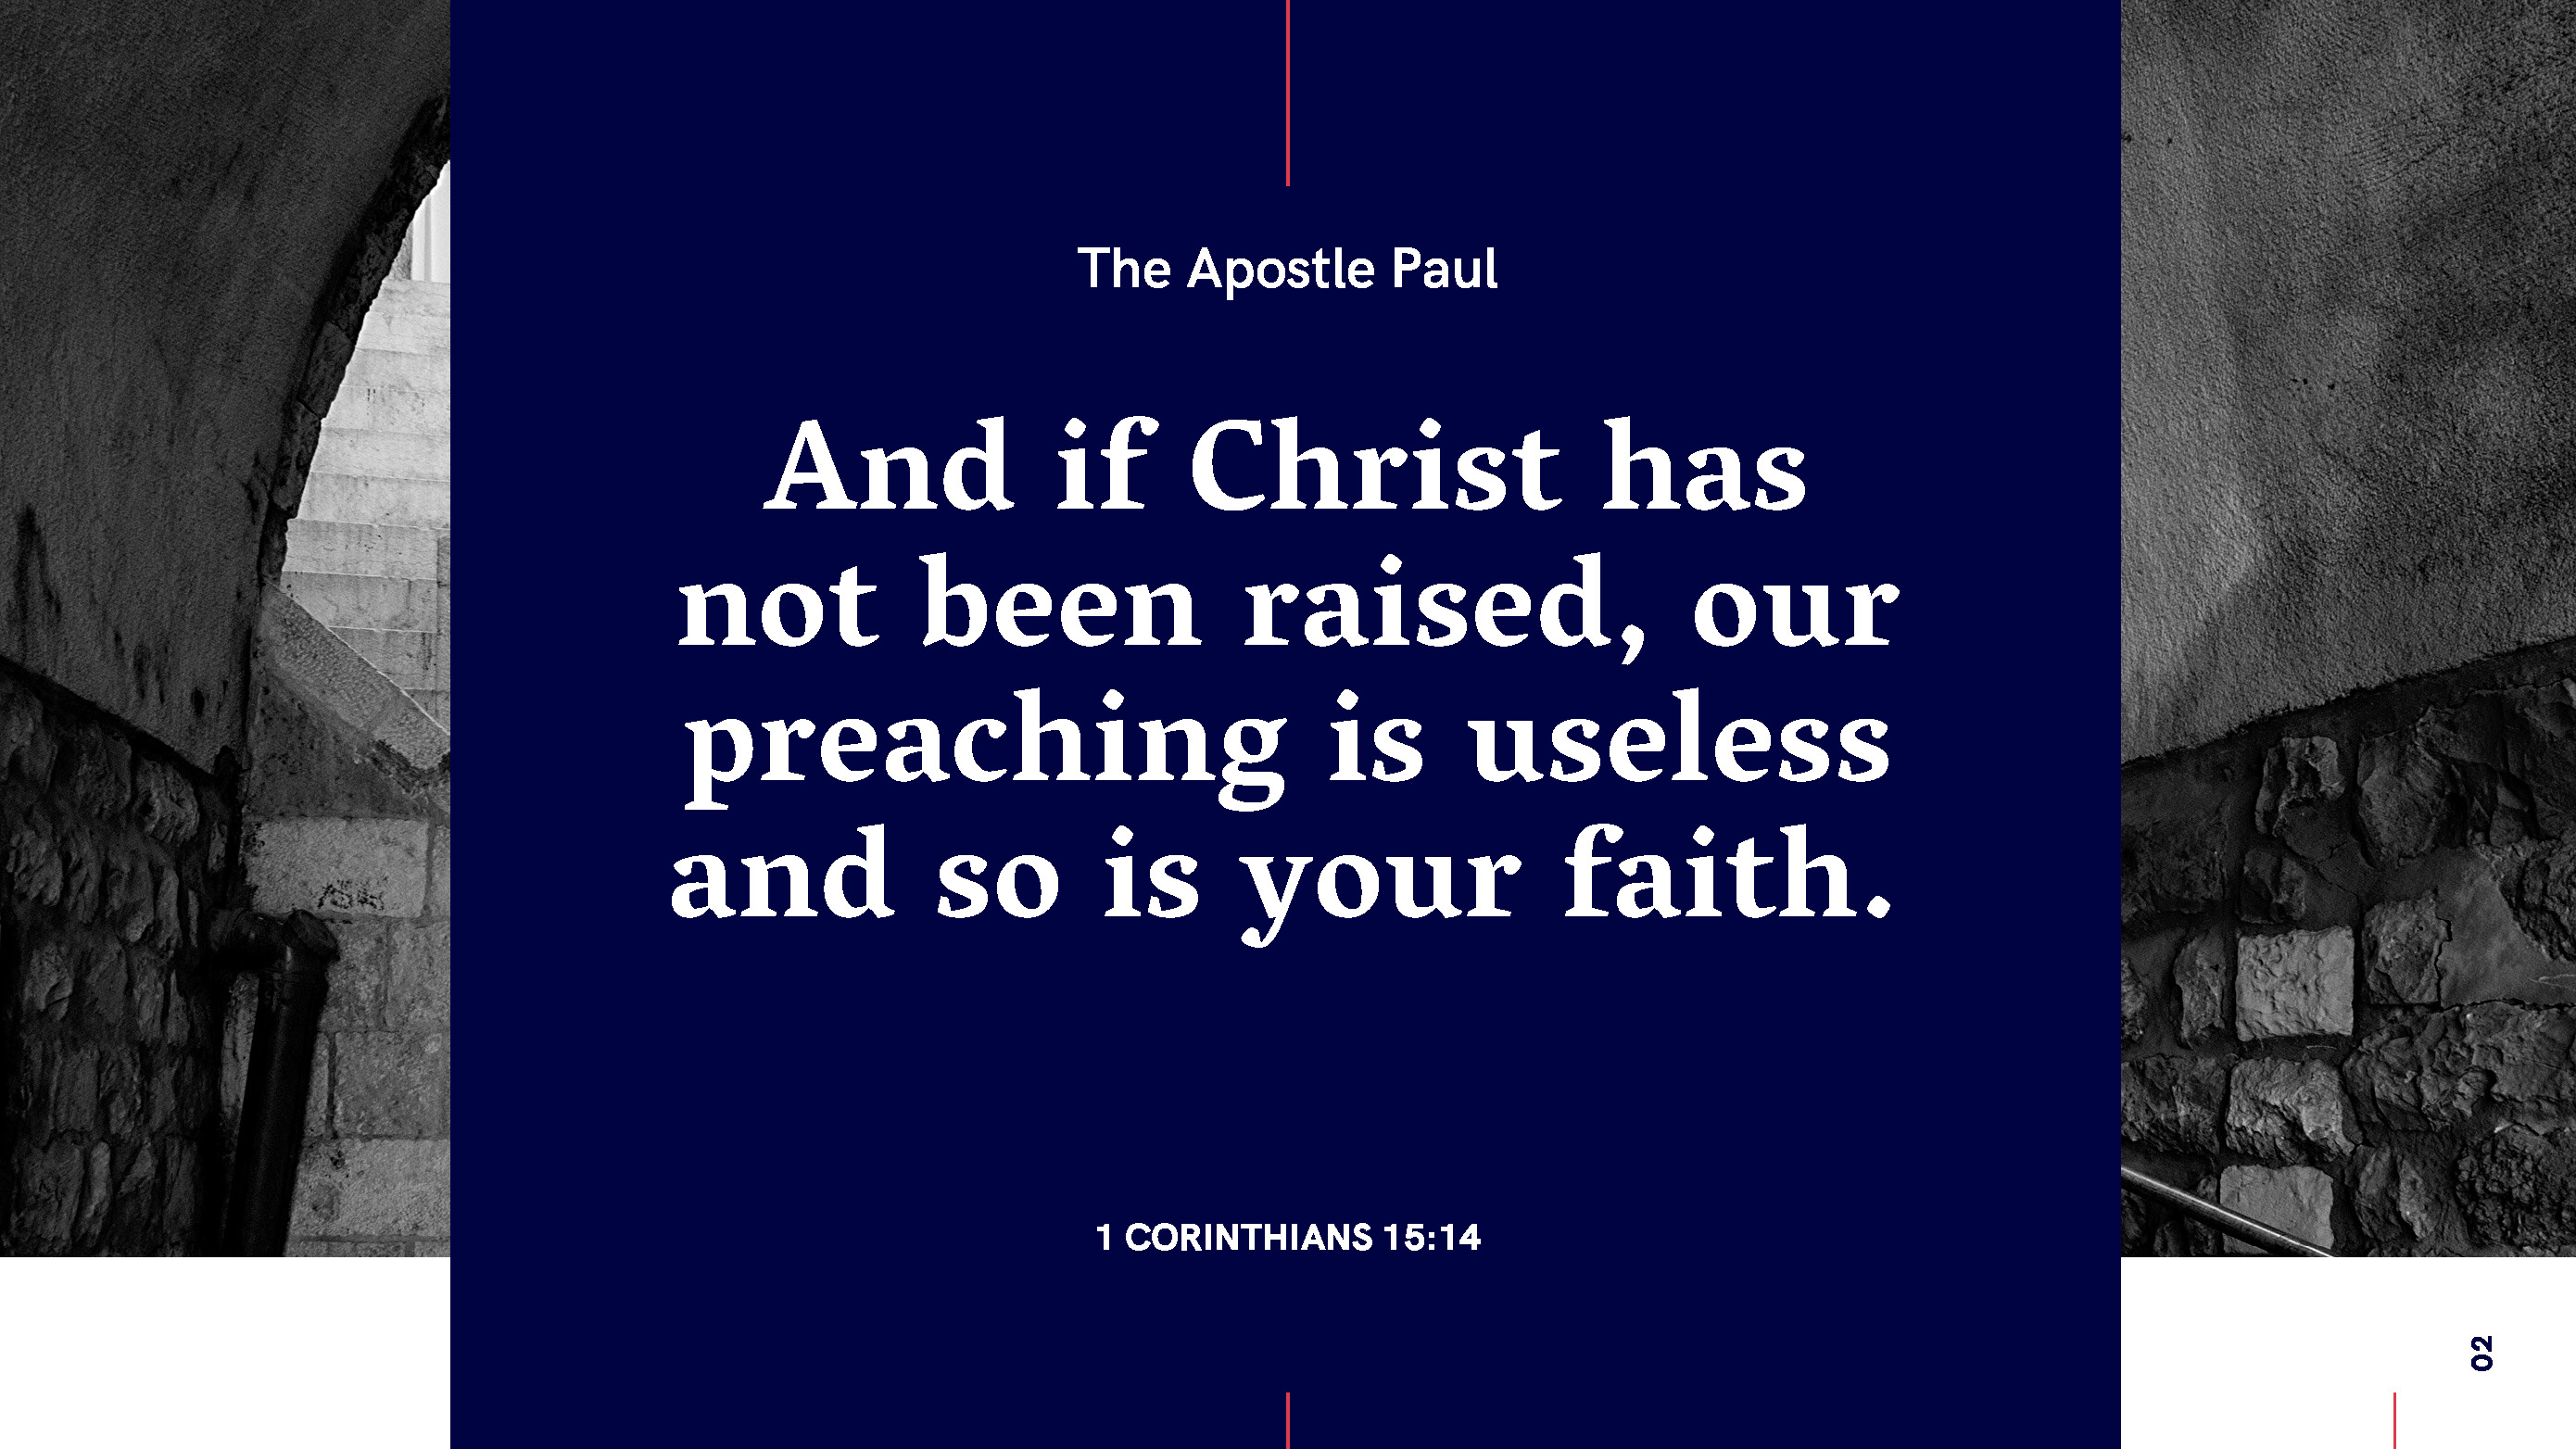 The Apostle Paul
And if Christ has
not been raised, our
preaching is useless
and so is your faith.
1 CORINTHIANS 15:14
02